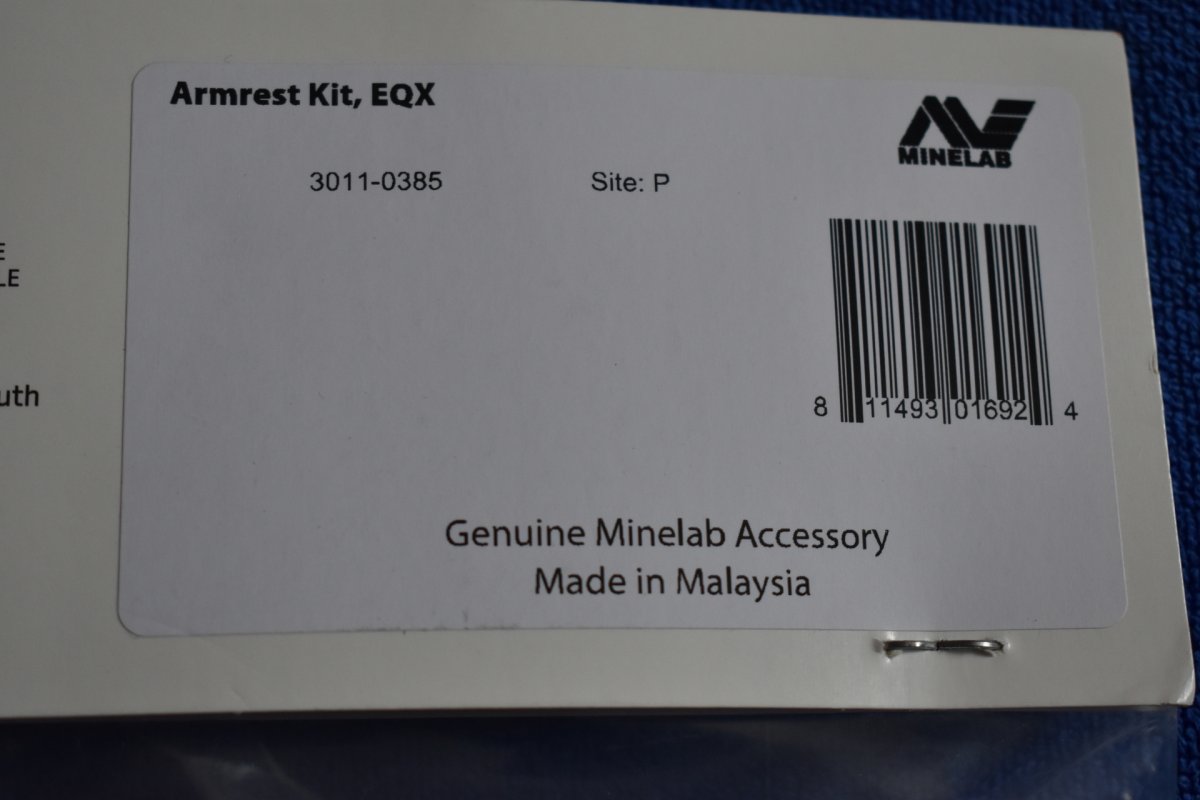 Armrest Kit, EQX
MINELAB
3011-0385 Site: P
E
LE
uth
8 11493 01692 4
Genuine Minelab Accessory
Made in Malaysia